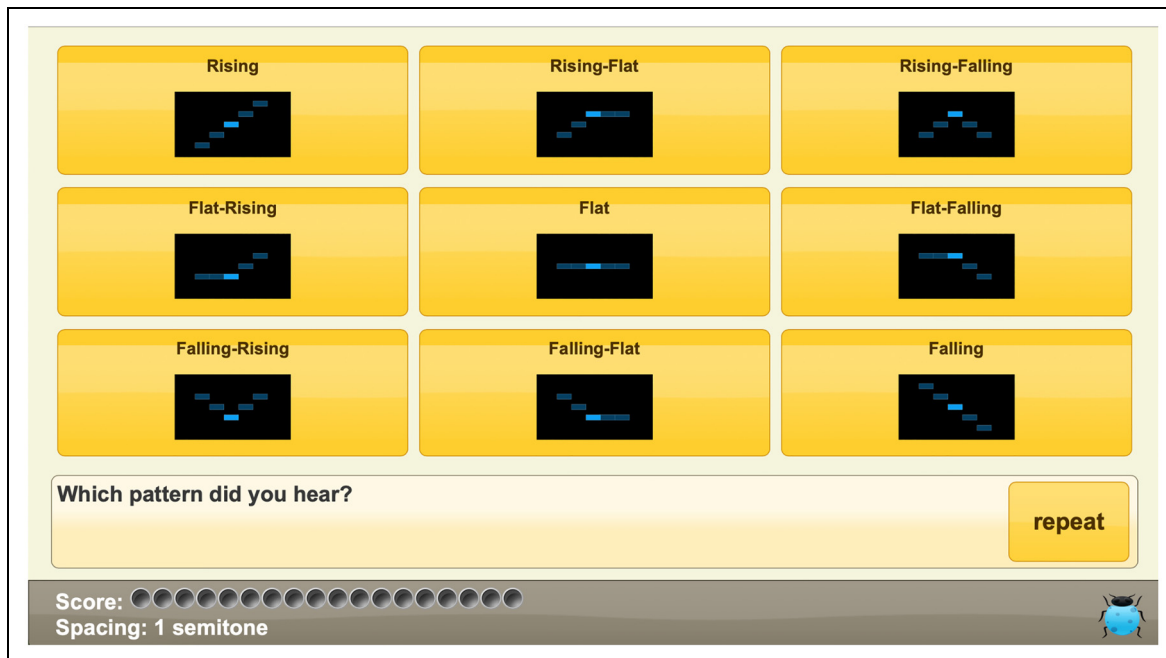 Rising
Rising-Flat
Rising-Falling
Flat-Rising
Flat
Flat-Falling
Falling-Rising
Falling-Flat
Falling
Which pattern did you hear?
repeat
Score:
Spacing: 1 semitone